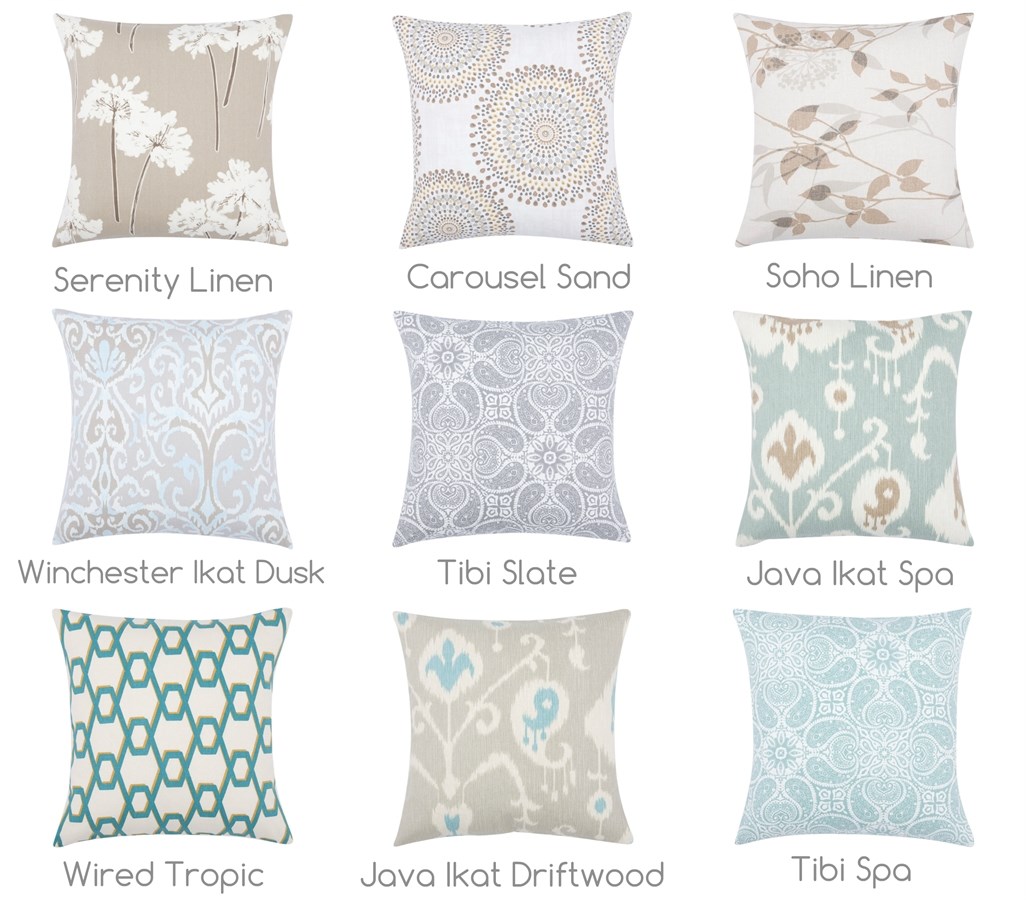 Serenity Linen
Carousel Sand
Soho Linen
Winchester Ikat Dusk
Tibi Slate
Java Ikat Spa
Wired Tropic
Java Ikat Driftwood
Tibi Spa